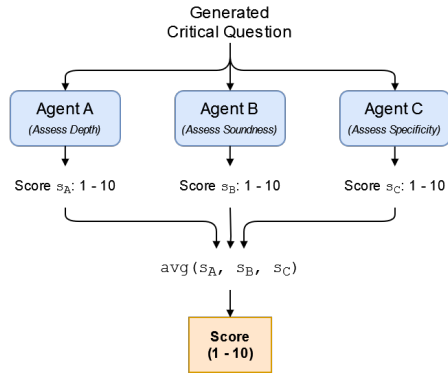 Generated
Critical Question
Agent A
(Assess Depth)
Agent B
(Assess Soundness)
Agent C
(Assess Specificity)
Score sA: 1 - 10
Score sB: 1 - 10
Score sC: 1 - 10
avg(sA, sB, sC)
Score
(1 - 10)